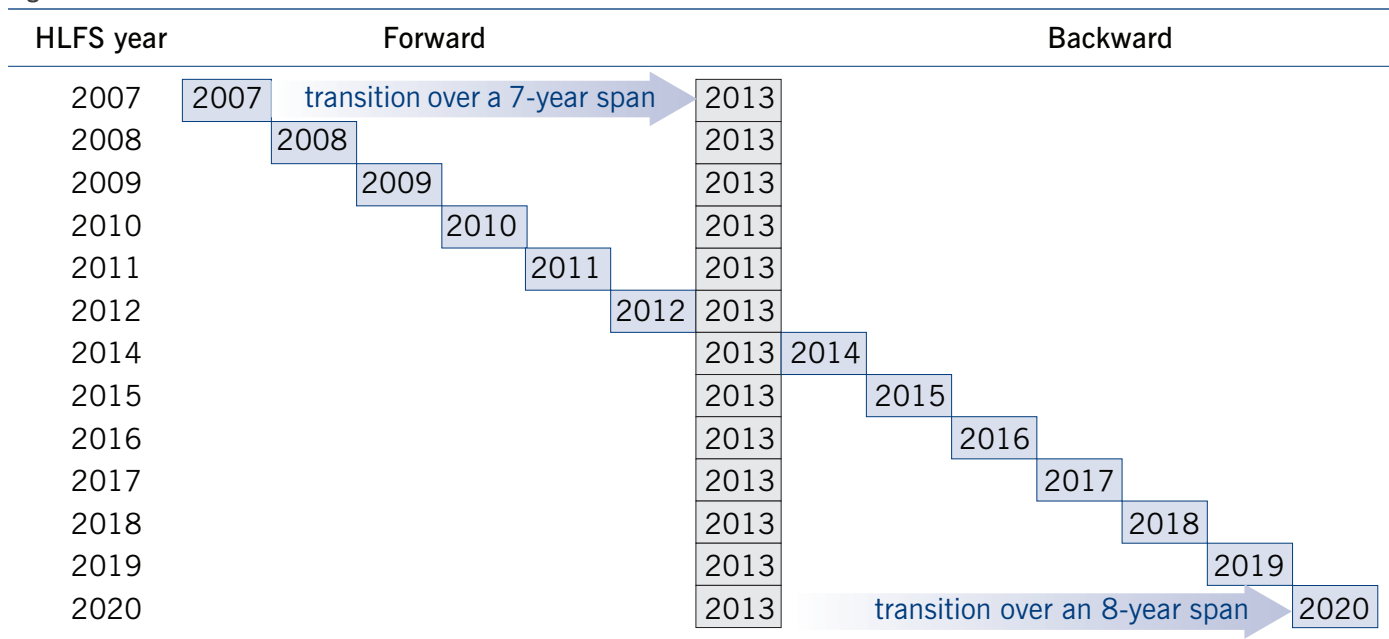 HLFS year Forward Backward
2007 2007 transition over a 7-year span 2013
2008 2008 2013
2009 2009 2013
2010 2010 2013
2011 2011 2013
2012 2012 2013
2014 2013 2014
2015 2013 2015
2016 2013 2016
2017 2013 2017
2018 2013 2018
2019 2013 2019
2020 2013 transition over an 8-year span 2020